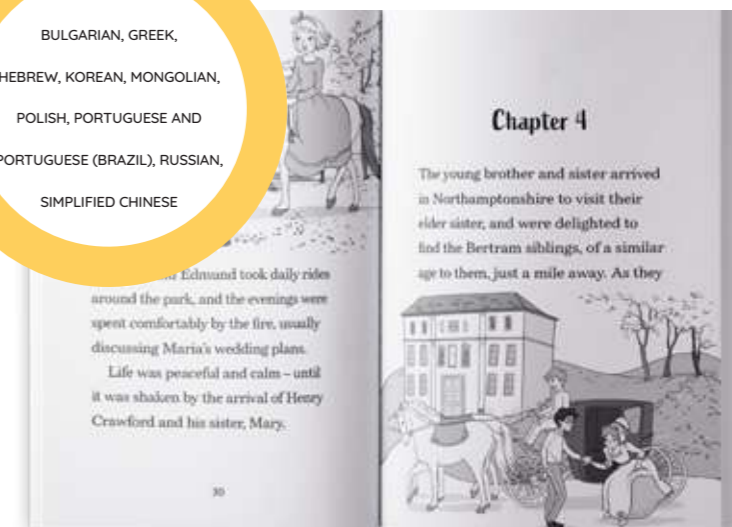 BULGARIAN, GREEK,
HEBREW, KOREAN, MONGOLIAN,
POLISH, PORTUGUESE AND
PORTUGUESE (BRAZIL), RUSSIAN,
SIMPLIFIED CHINESE
Edmund took daily rides
around the park, and the evenings were
spent comfortably by the fire, usually
discussing Maria's wedding plans.
Life was peaceful and calm – until
it was shaken by the arrival of Henry
Crawford and his sister, Mary.
30
Chapter 4
The young brother and sister arrived
in Northamptonshire to visit their
elder sister, and were delighted to
find the Bertram siblings, of a similar
age to them, just a mile away. As they